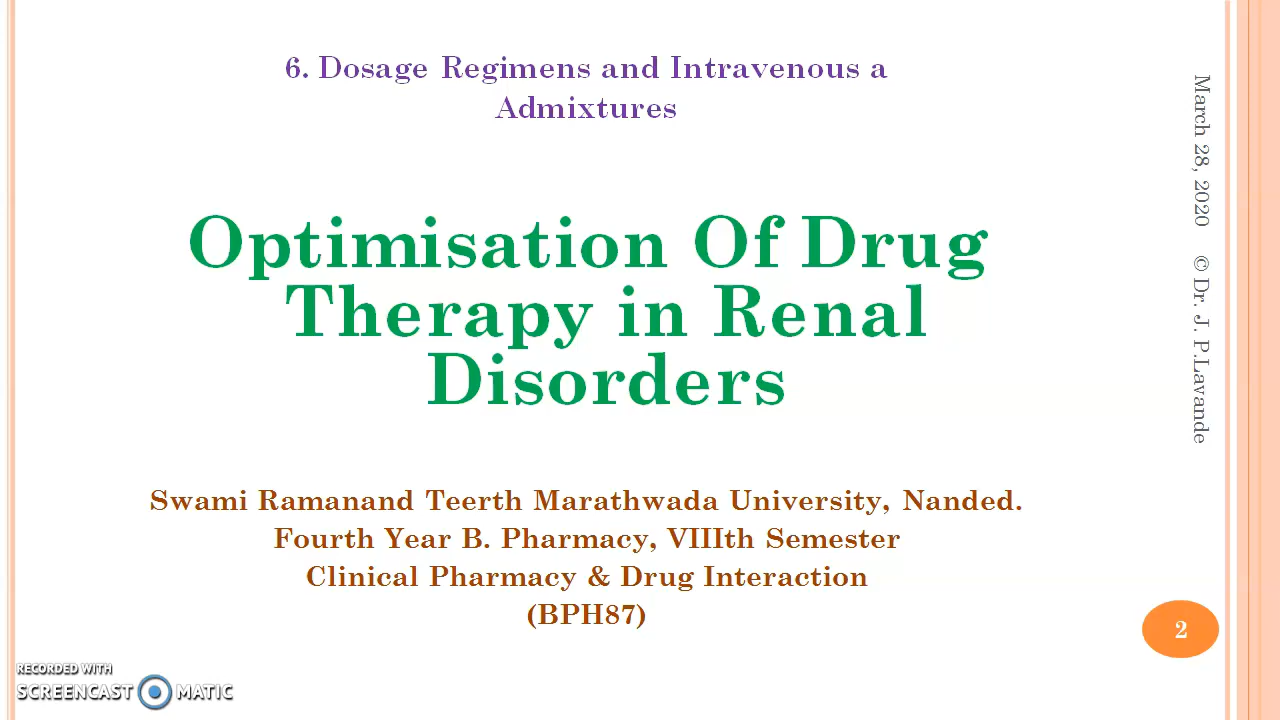 6. Dosage Regimens and Intravenous a
Admixtures
Optimisation Of Drug
Therapy in Renal
Disorders
Swami Ramanand Teerth Marathwada University, Nanded.
Fourth Year B. Pharmacy, VIIIth Semester
Clinical Pharmacy & Drug Interaction
(BPH87)
March 28, 2020 © Dr. J. P.Lavande
2
RECORDED WITH
SCREENCAST MATIC